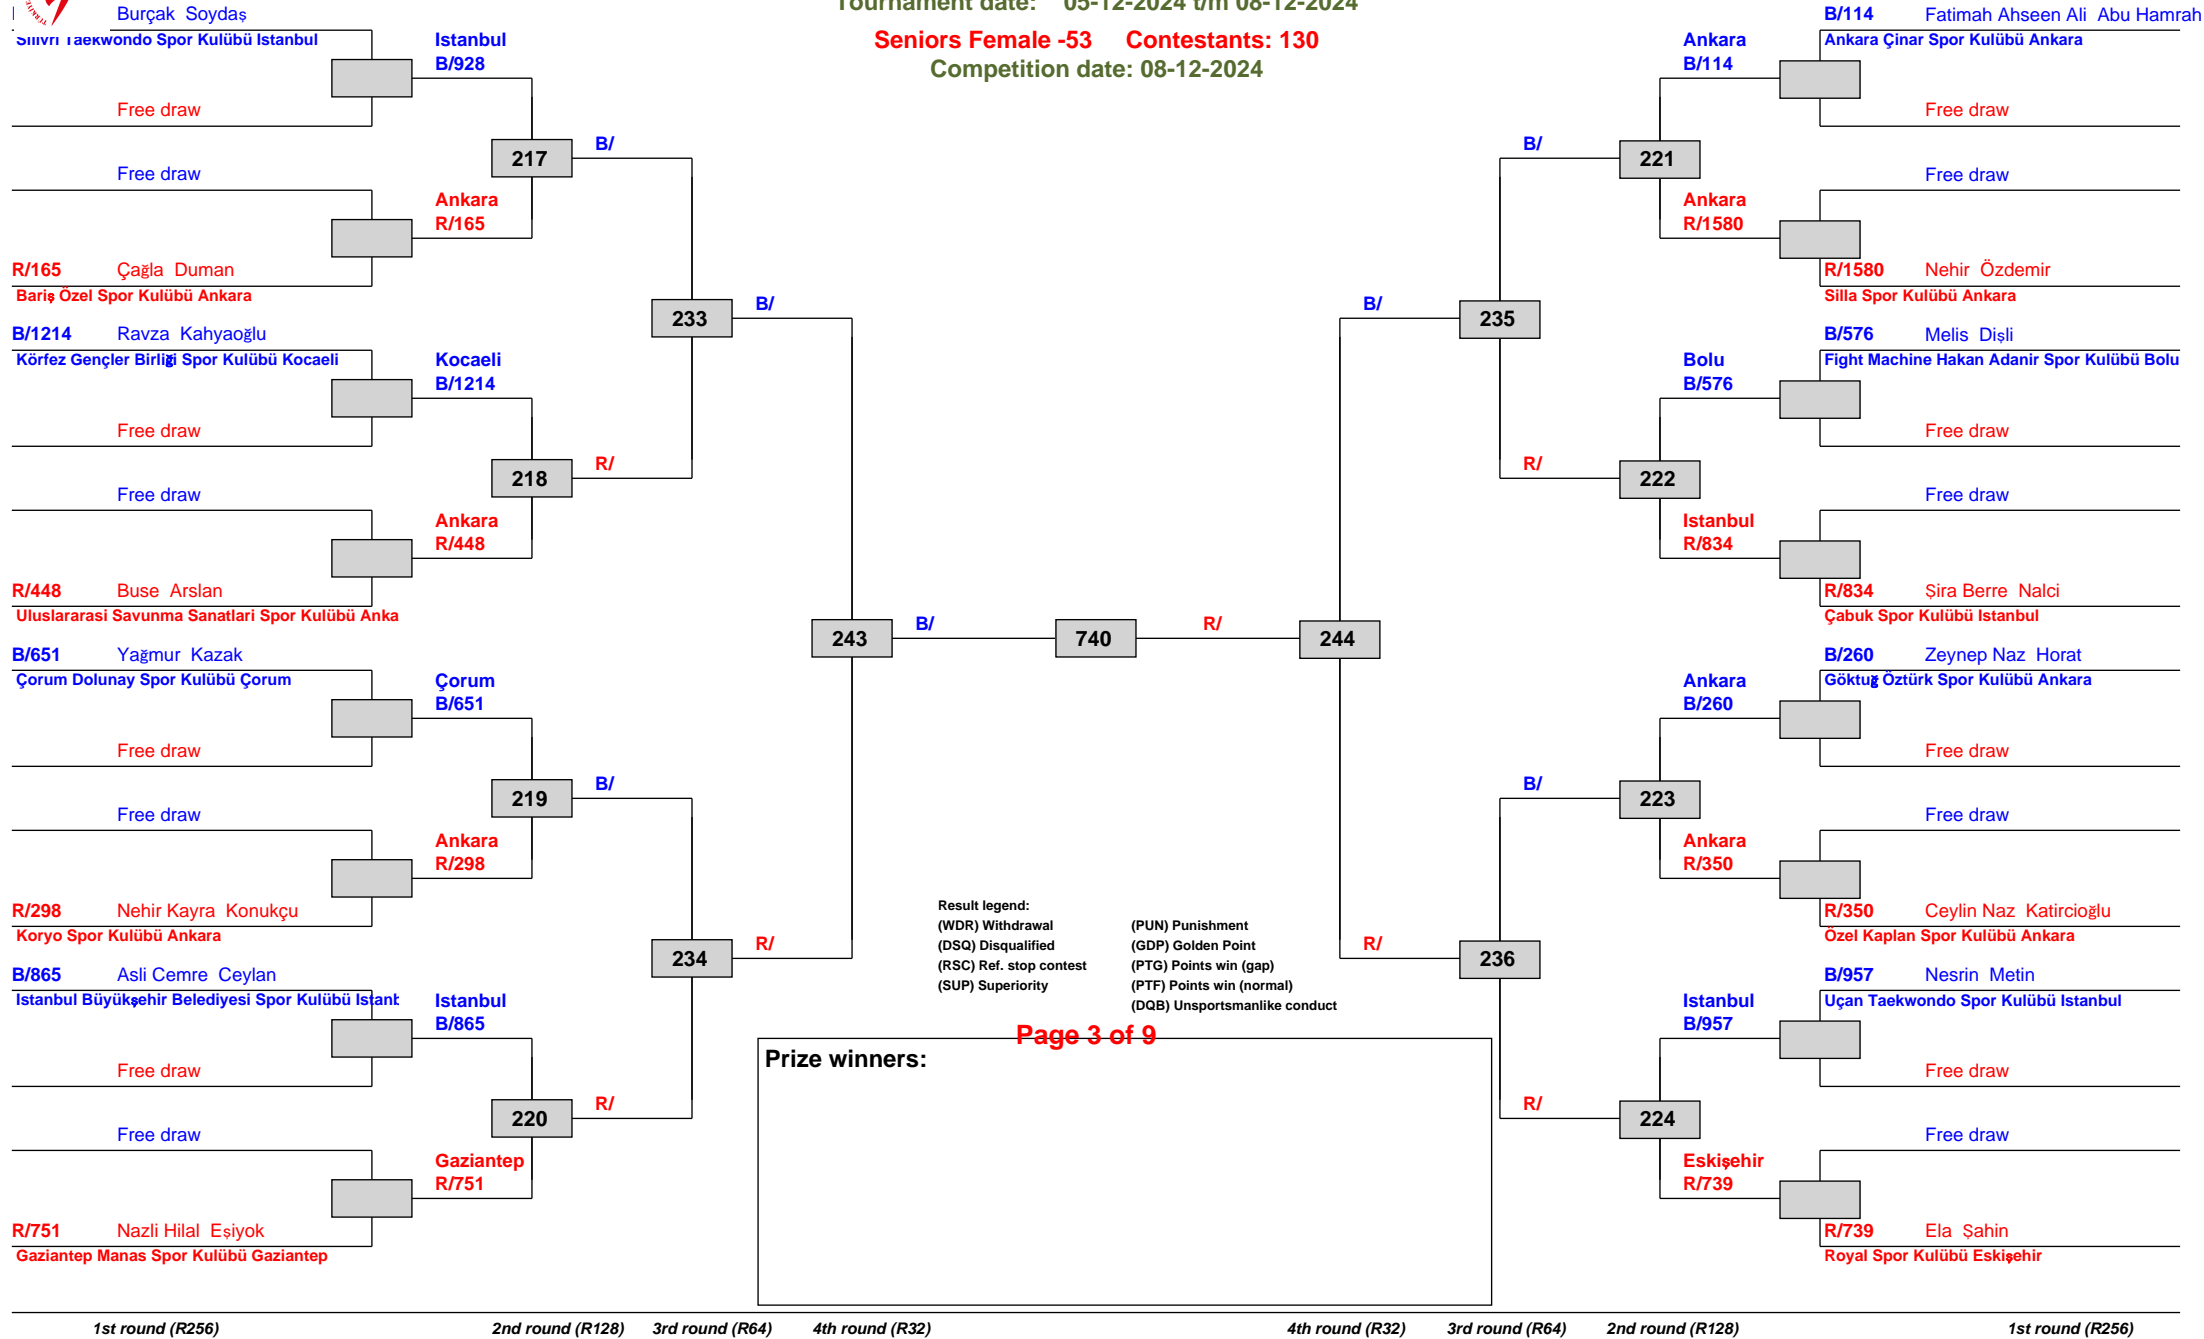 Tournament date: 05-12-2024 t/m 08-12-2024
Seniors Female -53 Contestants: 130
Competition date: 08-12-2024
Burçak Soydaş
Silivri Taekwondo Spor Kulübü Istanbul
Istanbul
B/928
Free draw
217
B/
Free draw
Ankara
R/165
R/165 Çağla Duman
Bariş Özel Spor Kulübü Ankara
233
B/
B/1214 Ravza Kahyaoğlu
Körfez Gençler Birliği Spor Kulübü Kocaeli
Kocaeli
B/1214
Free draw
218
R/
Free draw
Ankara
R/448
R/448 Buse Arslan
Uluslararasi Savunma Sanatlari Spor Kulübü Anka
243
B/
740
R/
244
B/651 Yağmur Kazak
Çorum Dolunay Spor Kulübü Çorum
Çorum
B/651
Free draw
219
B/
Free draw
Ankara
R/298
R/298 Nehir Kayra Konukçu
Koryo Spor Kulübü Ankara
234
R/
B/865 Asli Cemre Ceylan
Istanbul Büyükşehir Belediyesi Spor Kulübü Istanb
Istanbul
B/865
Free draw
220
R/
Free draw
Gaziantep
R/751
R/751 Nazli Hilal Eşiyok
Gaziantep Manas Spor Kulübü Gaziantep
B/114 Fatimah Ahseen Ali Abu Hamrah
Ankara Çinar Spor Kulübü Ankara
Ankara
B/114
Free draw
B/
221
Free draw
Ankara
R/1580
R/1580 Nehir Özdemir
Silla Spor Kulübü Ankara
B/
235
B/576 Melis Dişli
Fight Machine Hakan Adanir Spor Kulübü Bolu
Bolu
B/576
Free draw
R/
222
Free draw
Istanbul
R/834
R/834 Şira Berre Nalci
Çabuk Spor Kulübü Istanbul
B/260 Zeynep Naz Horat
Göktuğ Öztürk Spor Kulübü Ankara
Ankara
B/260
Free draw
B/
223
Free draw
Ankara
R/350
R/350 Ceylin Naz Katircioğlu
Özel Kaplan Spor Kulübü Ankara
R/
236
B/957 Nesrin Metin
Uçan Taekwondo Spor Kulübü Istanbul
Istanbul
B/957
Free draw
R/
224
Free draw
Eskişehir
R/739
R/739 Ela Şahin
Royal Spor Kulübü Eskişehir
Result legend:
(WDR) Withdrawal (PUN) Punishment
(DSQ) Disqualified (GDP) Golden Point
(RSC) Ref. stop contest (PTG) Points win (gap)
(SUP) Superiority (PTF) Points win (normal)
(DQB) Unsportsmanlike conduct
Page 3 of 9
Prize winners:
1st round (R256) 2nd round (R128) 3rd round (R64) 4th round (R32) 4th round (R32) 3rd round (R64) 2nd round (R128) 1st round (R256)